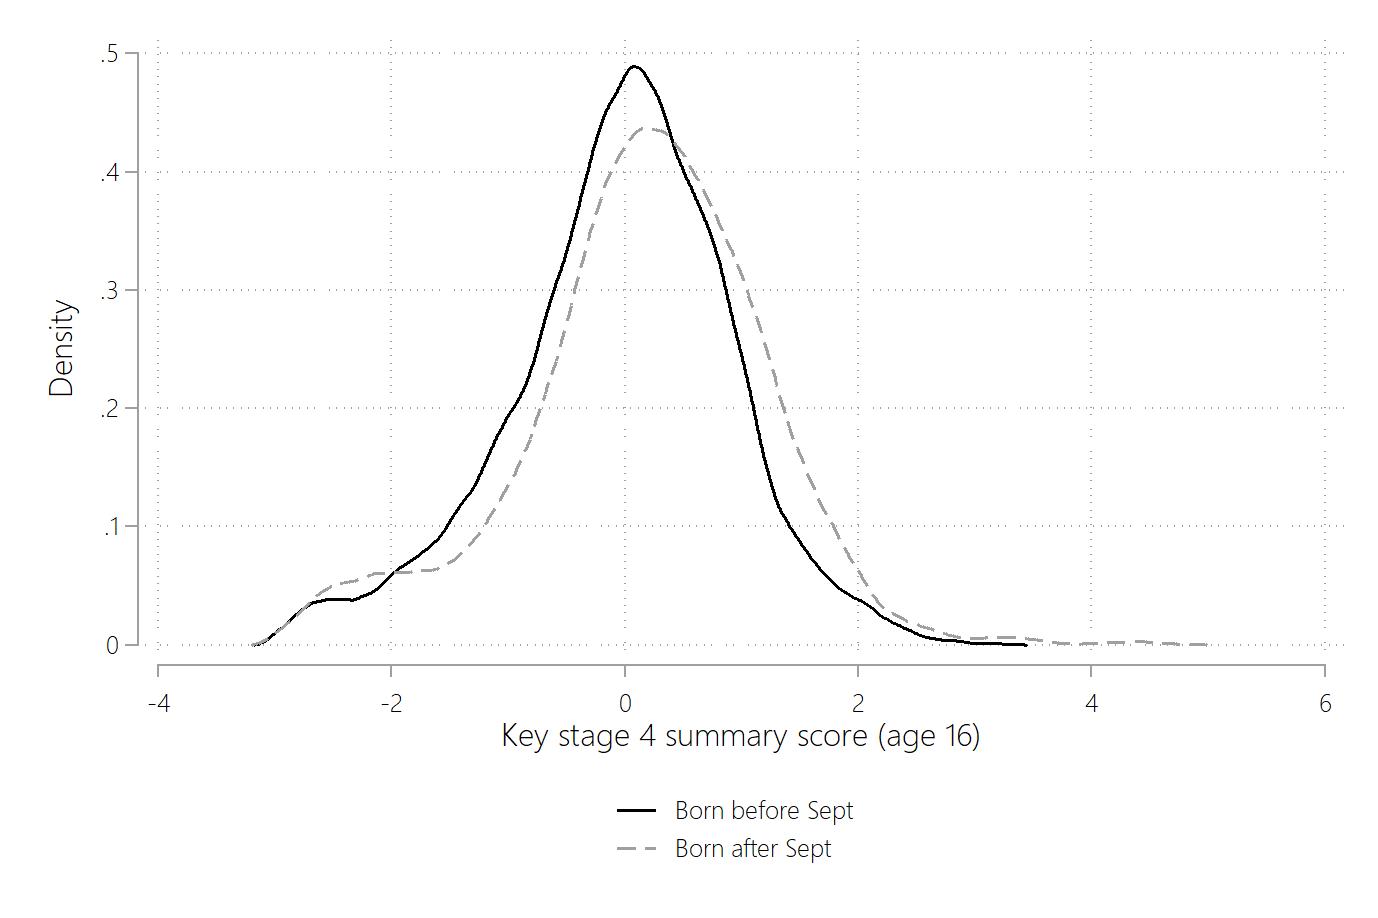 .5
.4
.3
.2
.1
0
Density
-4 -2 0 2 4 6
Key stage 4 summary score (age 16)
Born before Sept
Born after Sept